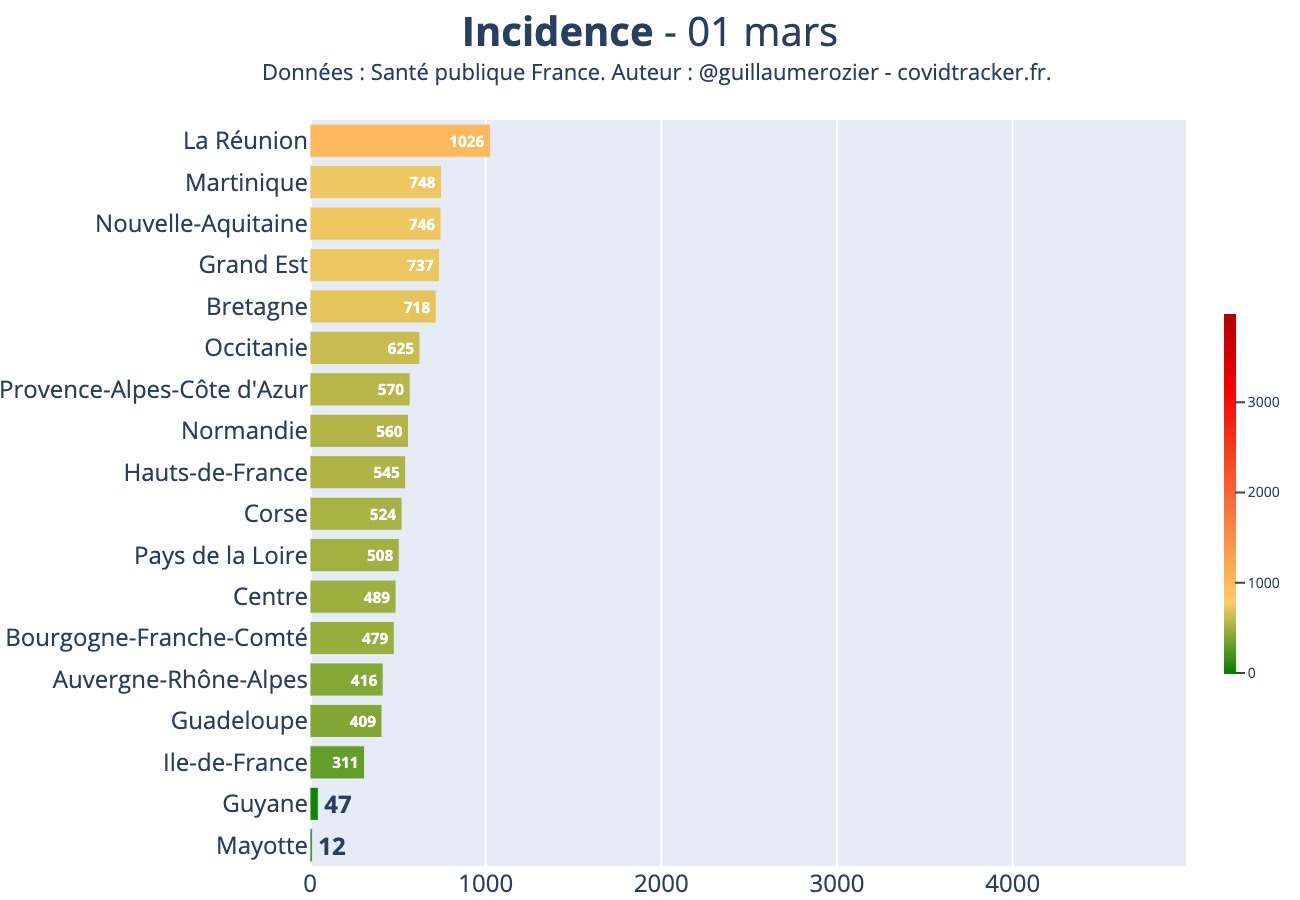 Incidence - 01 mars
Données : Santé publique France. Auteur : @guillaumerozier - covidtracker.fr.
La Réunion 1026
Martinique 748
Nouvelle-Aquitaine 746
Grand Est 737
Bretagne 718
Occitanie 625
Provence-Alpes-Côte d'Azur 570
Normandie 560
Hauts-de-France 545
Corse 524
Pays de la Loire 508
Centre 489
Bourgogne-Franche-Comté 479
Auvergne-Rhône-Alpes 416
Guadeloupe 409
Ile-de-France 311
Guyane 47
Mayotte 12
0 1000 2000 3000 4000
3000
2000
1000
0